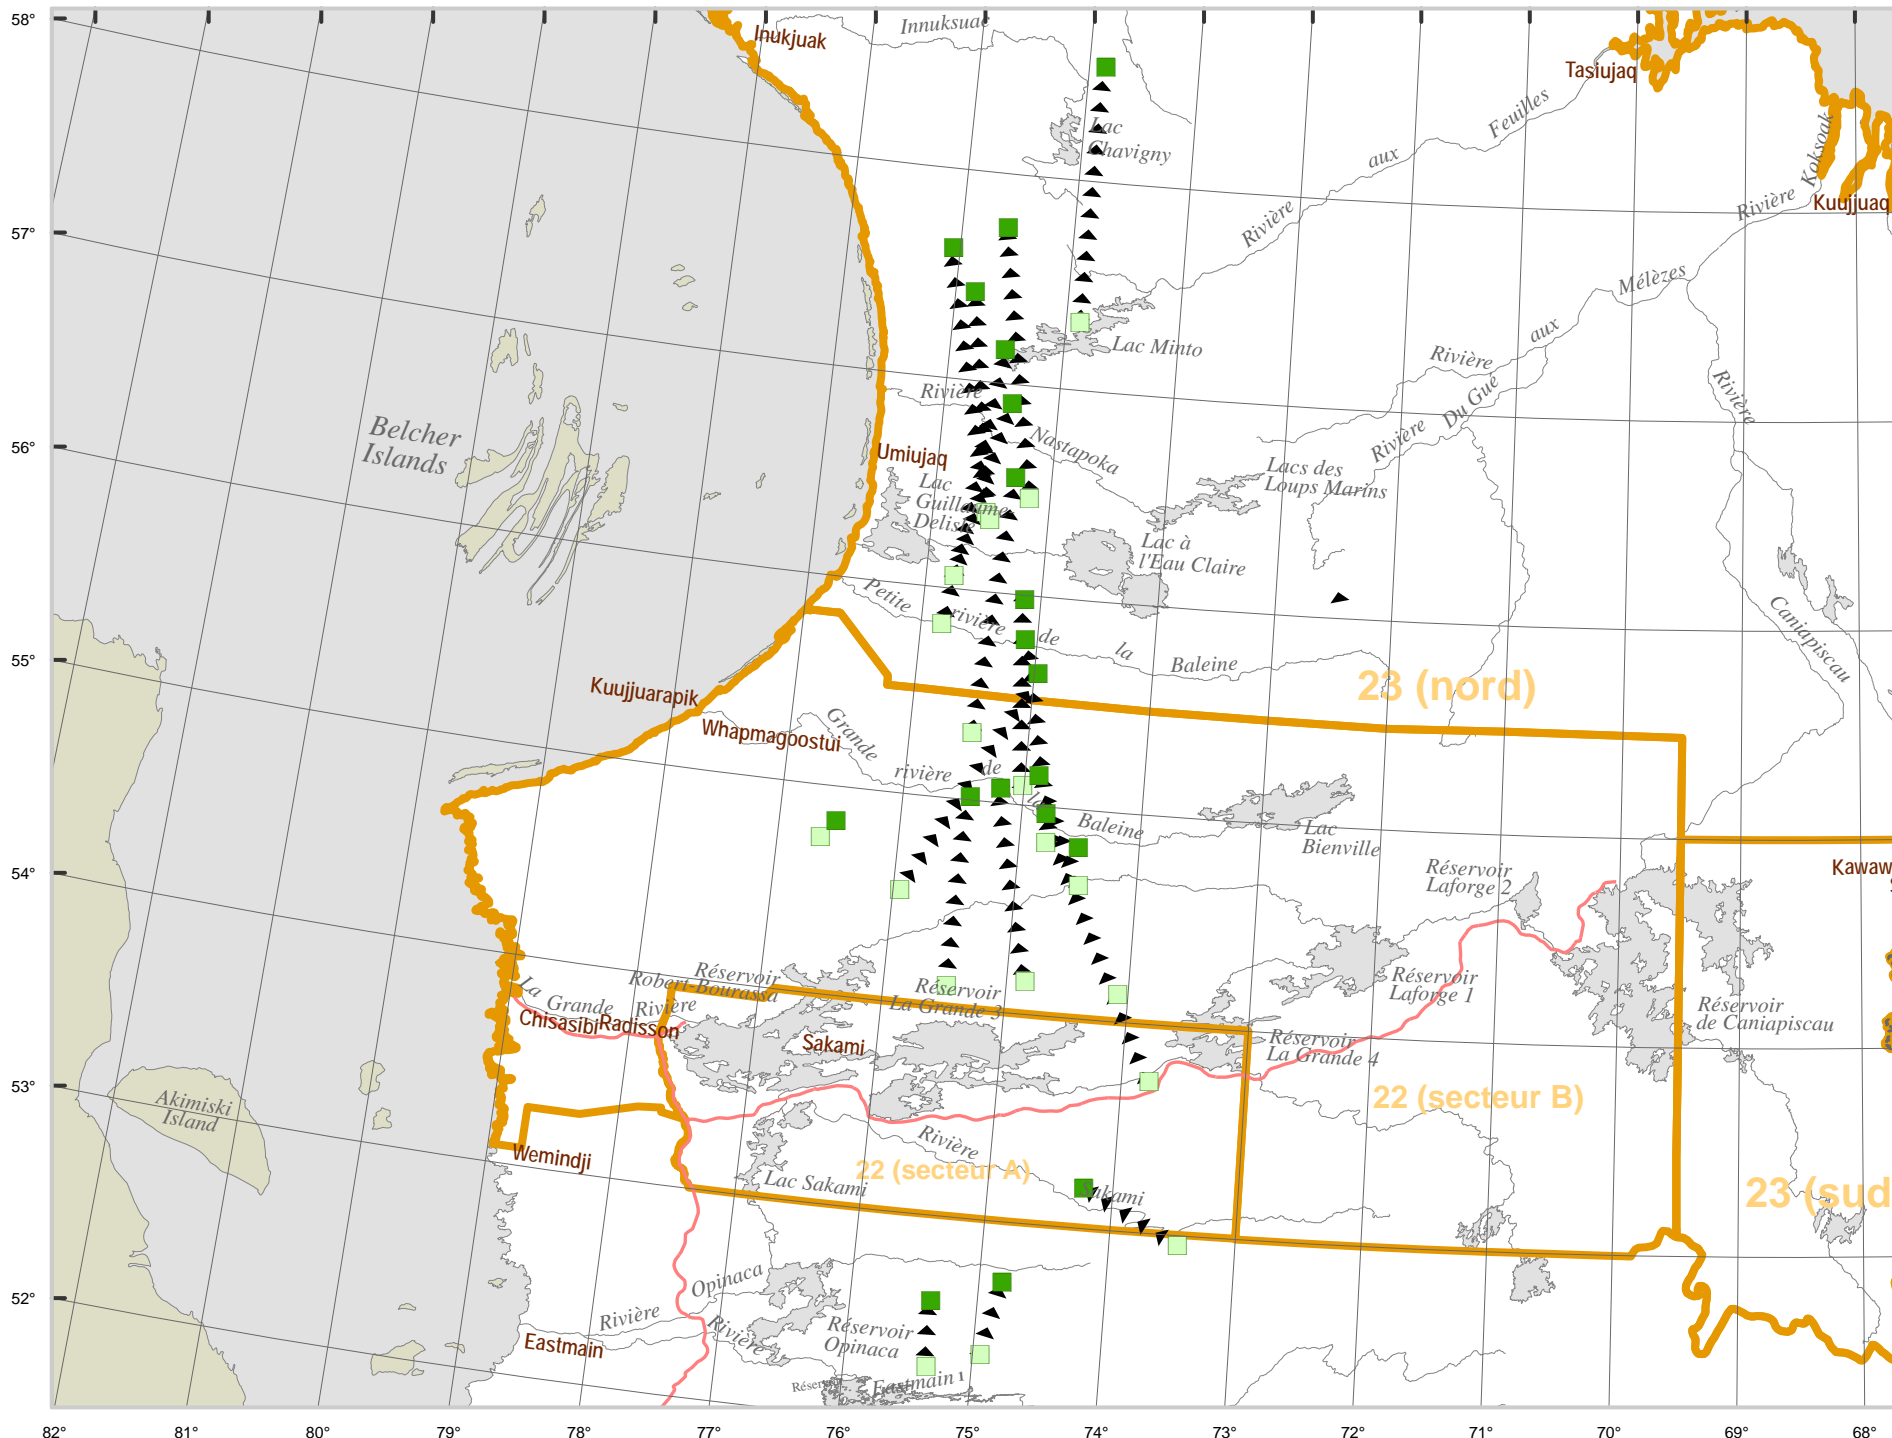 58°
Inukjuak
Innuksuac
Tasiujaq
Feuilles
aux
Rivière
Lac
Chavigny
Koksoak
Rivière
Kuujjuaq
57°
Mélèzes
aux
Rivière
Lac Minto
Rivière
Du Gué
Rivière
Rivière
Nastapoka
Belcher
Islands
56°
Umiujaq
Lac
Guillaume-
Delisle
Lacs des
Loups Marins
Lac à
l'Eau Claire
Petite
rivière
de
la
Baleine
Caniapiscau
55°
Kuujjuarapik
23 (nord)
Whapmagoostui
Grande
rivière
de
la
Baleine
Lac
Bienville
54°
Réservoir
Laforge 2
Kawaw
Réservoir
Robert-Bourassa
La Grande
Rivière
Réservoir
La Grande 3
Réservoir
Laforge 1
Réservoir
de Caniapiscau
Chisasibi
Radisson
Sakami
Réservoir
La Grande 4
53°
Akimiski
Island
22 (secteur B)
Wemindji
Rivière
Sakami
22 (secteur A)
Lac Sakami
23 (sud
52°
Opinaca
Rivière
Rivière
Réservoir
Opinaca
Eastmain
Réservoir
Eastmain 1
82°
81°
80°
79°
78°
77°
76°
75°
74°
73°
72°
71°
70°
69°
68°